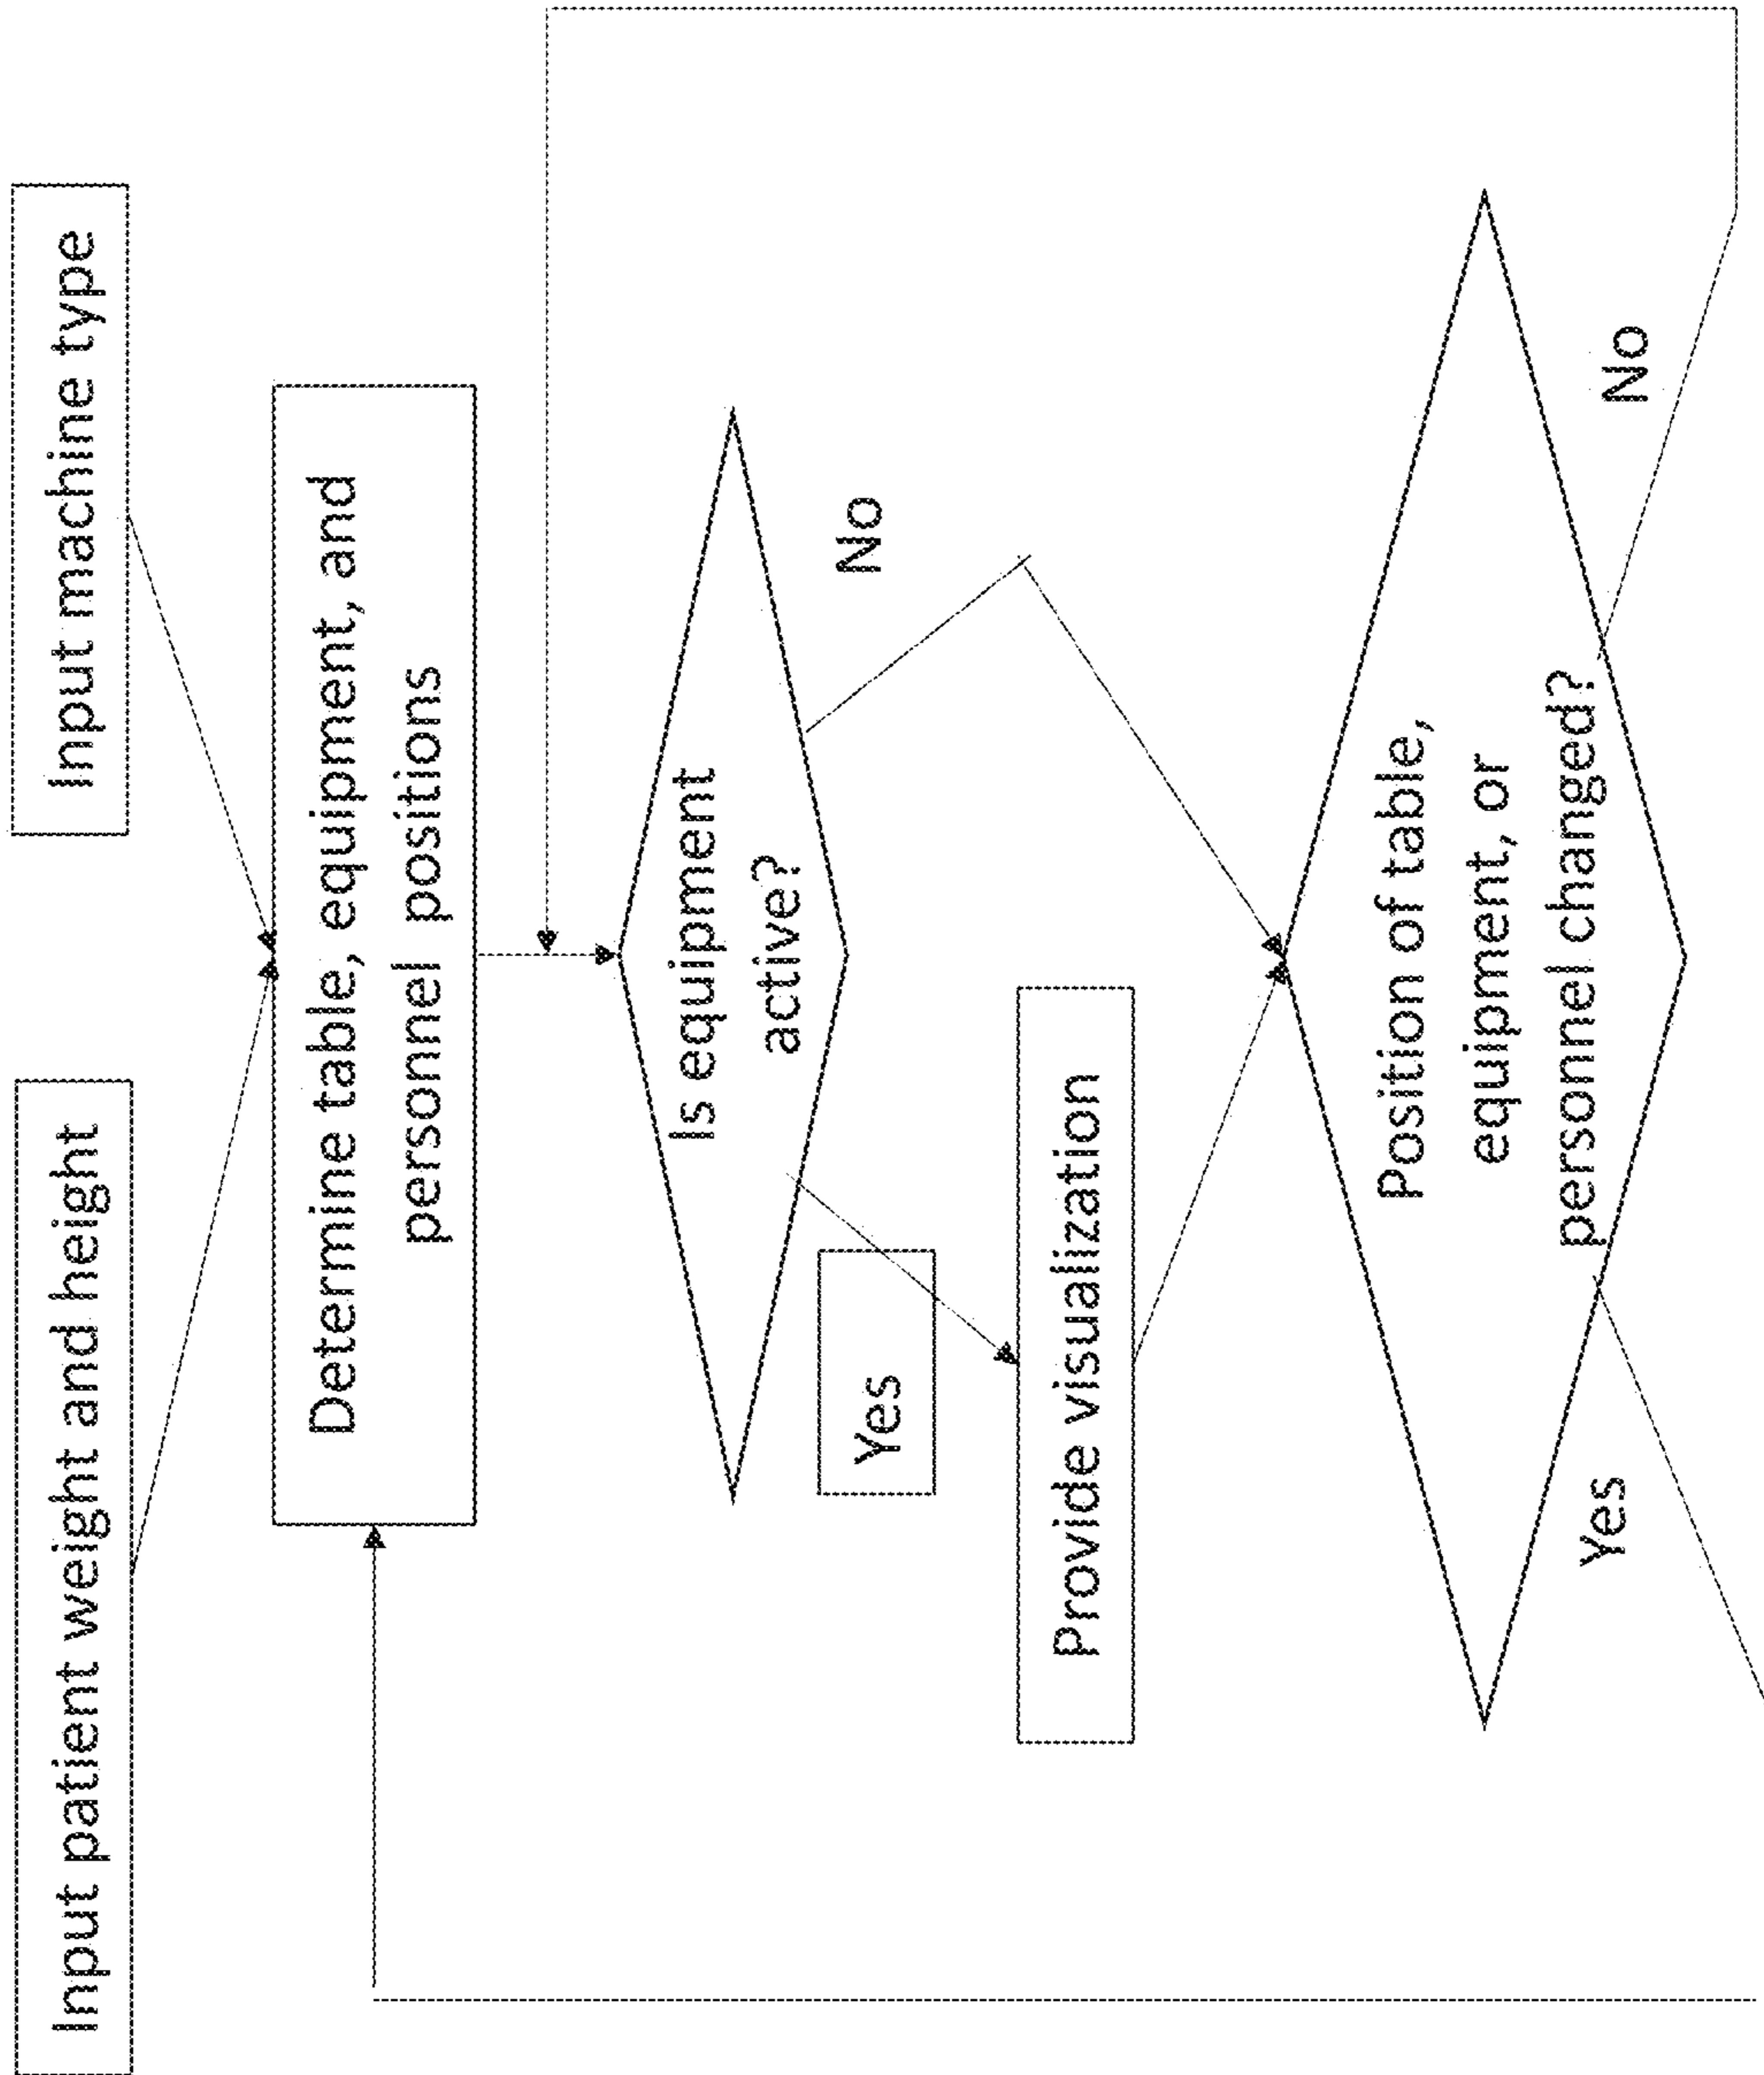 Input patient weight and height
Input machine type
Determine table, equipment, and
personnel positions
Is equipment
active?
Yes
No
Provide visualization
Position of table,
equipment, or
personnel changed?
Yes
No